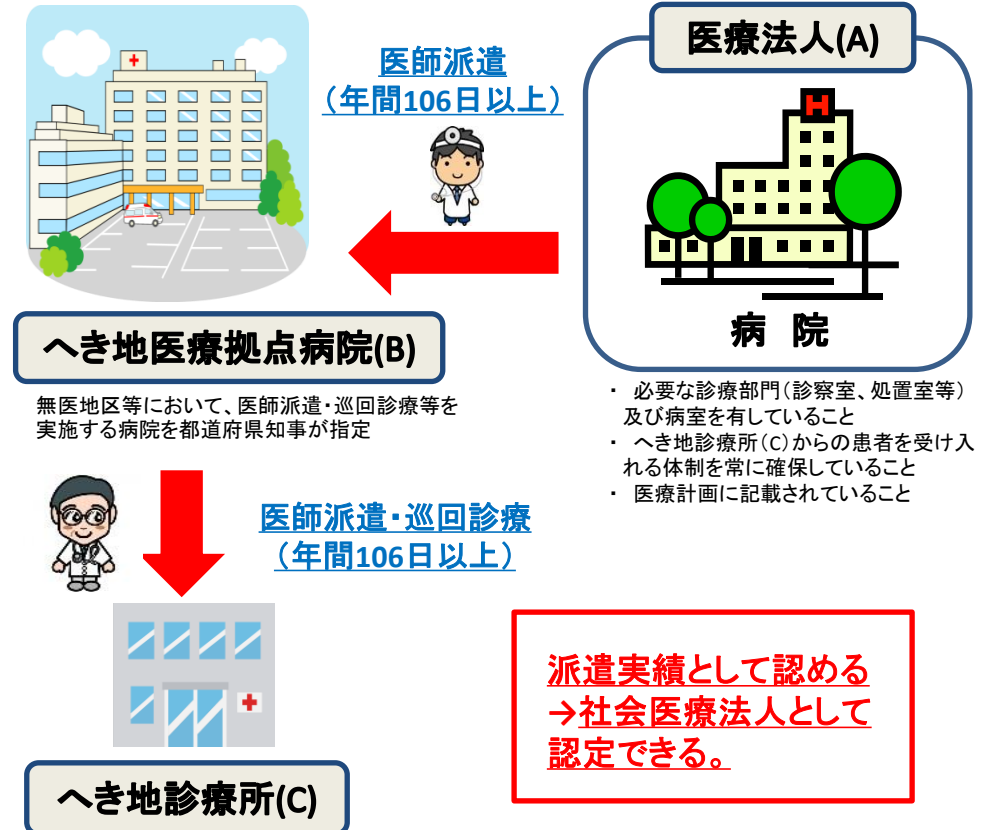 医師派遣
（年間106日以上）
医療法人(A)
H
病 院
へき地医療拠点病院(B)
無医地区等において、医師派遣・巡回診療等を
実施する病院を都道府県知事が指定
・ 必要な診療部門（診察室、処置室等）
及び病室を有していること
・ へき地診療所（C）からの患者を受け入
れる体制を常に確保していること
・ 医療計画に記載されていること
医師派遣・巡回診療
（年間106日以上）
派遣実績として認める
→社会医療法人として
認定できる。
へき地診療所(C)